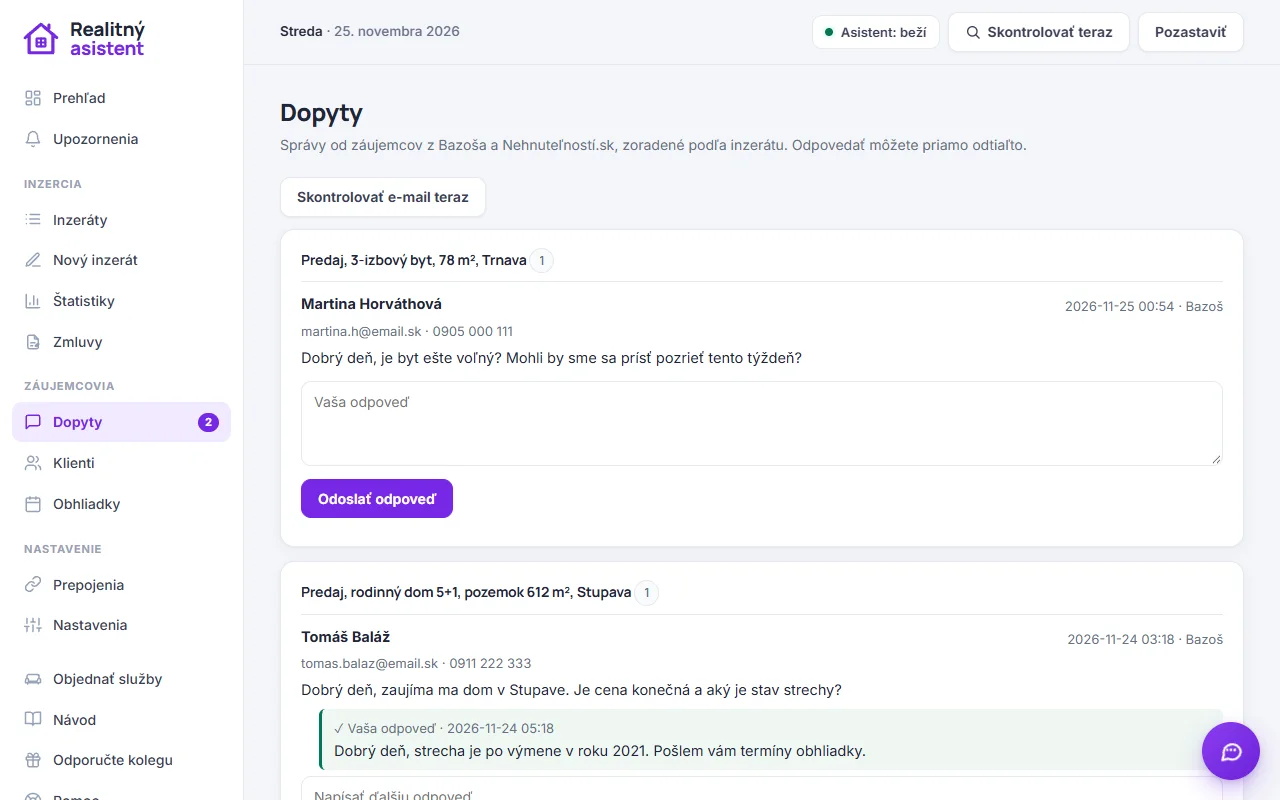 Realitný
asistent
Prehľad
Upozornenia
INZERCIA
Inzeráty
Nový inzerát
Štatistiky
Zmluvy
ZÁUJEMCOVIA
Dopyty 2
Klienti
Obhliadky
NASTAVENIE
Prepojenia
Nastavenia
Objednať služby
Návod
Odporučte kolegu
Pomoc
Streda · 25. novembra 2026
Asistent: beží
Skontrolovať teraz
Pozastaviť
Dopyty
Správy od záujemcov z Bazoša a Nehnuteľností.sk, zoradené podľa inzerátu. Odpovedať môžete priamo odtiaľto.
Skontrolovať e-mail teraz
Predaj, 3-izbový byt, 78 m², Trnava 1
Martina Horváthová 2026-11-25 00:54 · Bazoš
martina.h@email.sk · 0905 000 111
Dobrý deň, je byt ešte voľný? Mohli by sme sa prísť pozrieť tento týždeň?
Vaša odpoveď
Odoslať odpoveď
Predaj, rodinný dom 5+1, pozemok 612 m², Stupava 1
Tomáš Baláž 2026-11-24 03:18 · Bazoš
tomas.balaz@email.sk · 0911 222 333
Dobrý deň, zaujíma ma dom v Stupave. Je cena konečná a aký je stav strechy?
✓ Vaša odpoveď · 2026-11-24 05:18
Dobrý deň, strecha je po výmene v roku 2021. Pošlem vám termíny obhliadky.
Napísať ďalšiu odpoveď